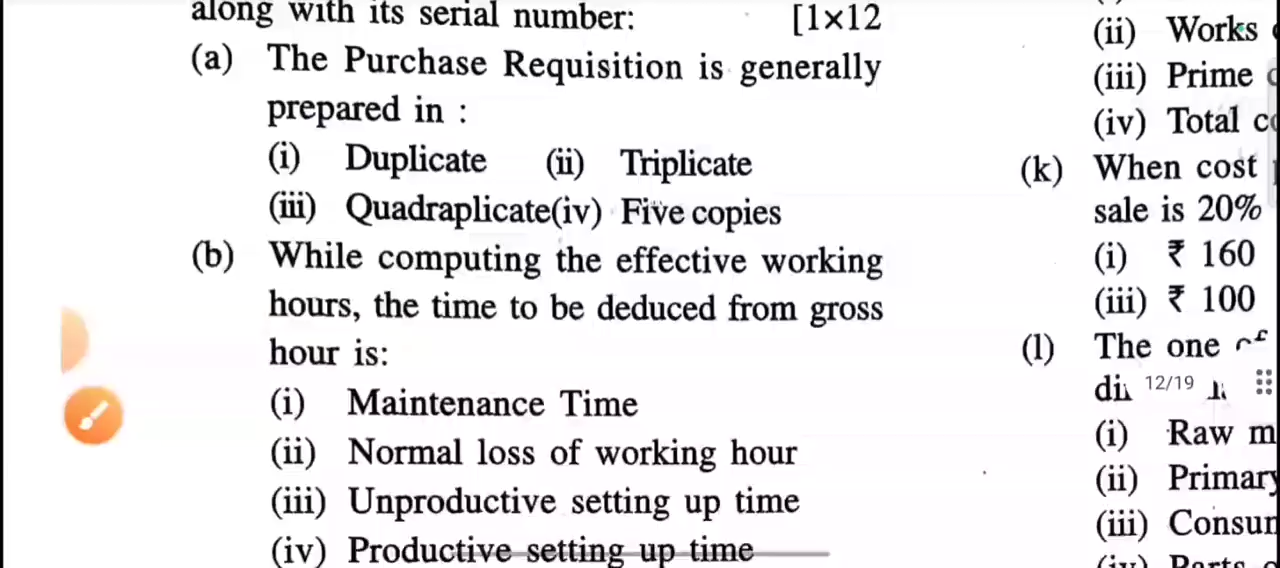 along with its serial number: [1×12
(a) The Purchase Requisition is generally
prepared in :
(i) Duplicate (ii) Triplicate
(iii) Quadraplicate(iv) Five copies
(b) While computing the effective working
hours, the time to be deduced from gross
hour is:
(i) Maintenance Time
(ii) Normal loss of working hour
(iii) Unproductive setting up time
(iv) Productive setting up time
(ii) Works
(iii) Prime
(iv) Total
(k) When cost
sale is 20%
(i) ₹ 160
(iii) ₹ 100
(l) The one
12/19
(i) Raw
(ii)
(iii)